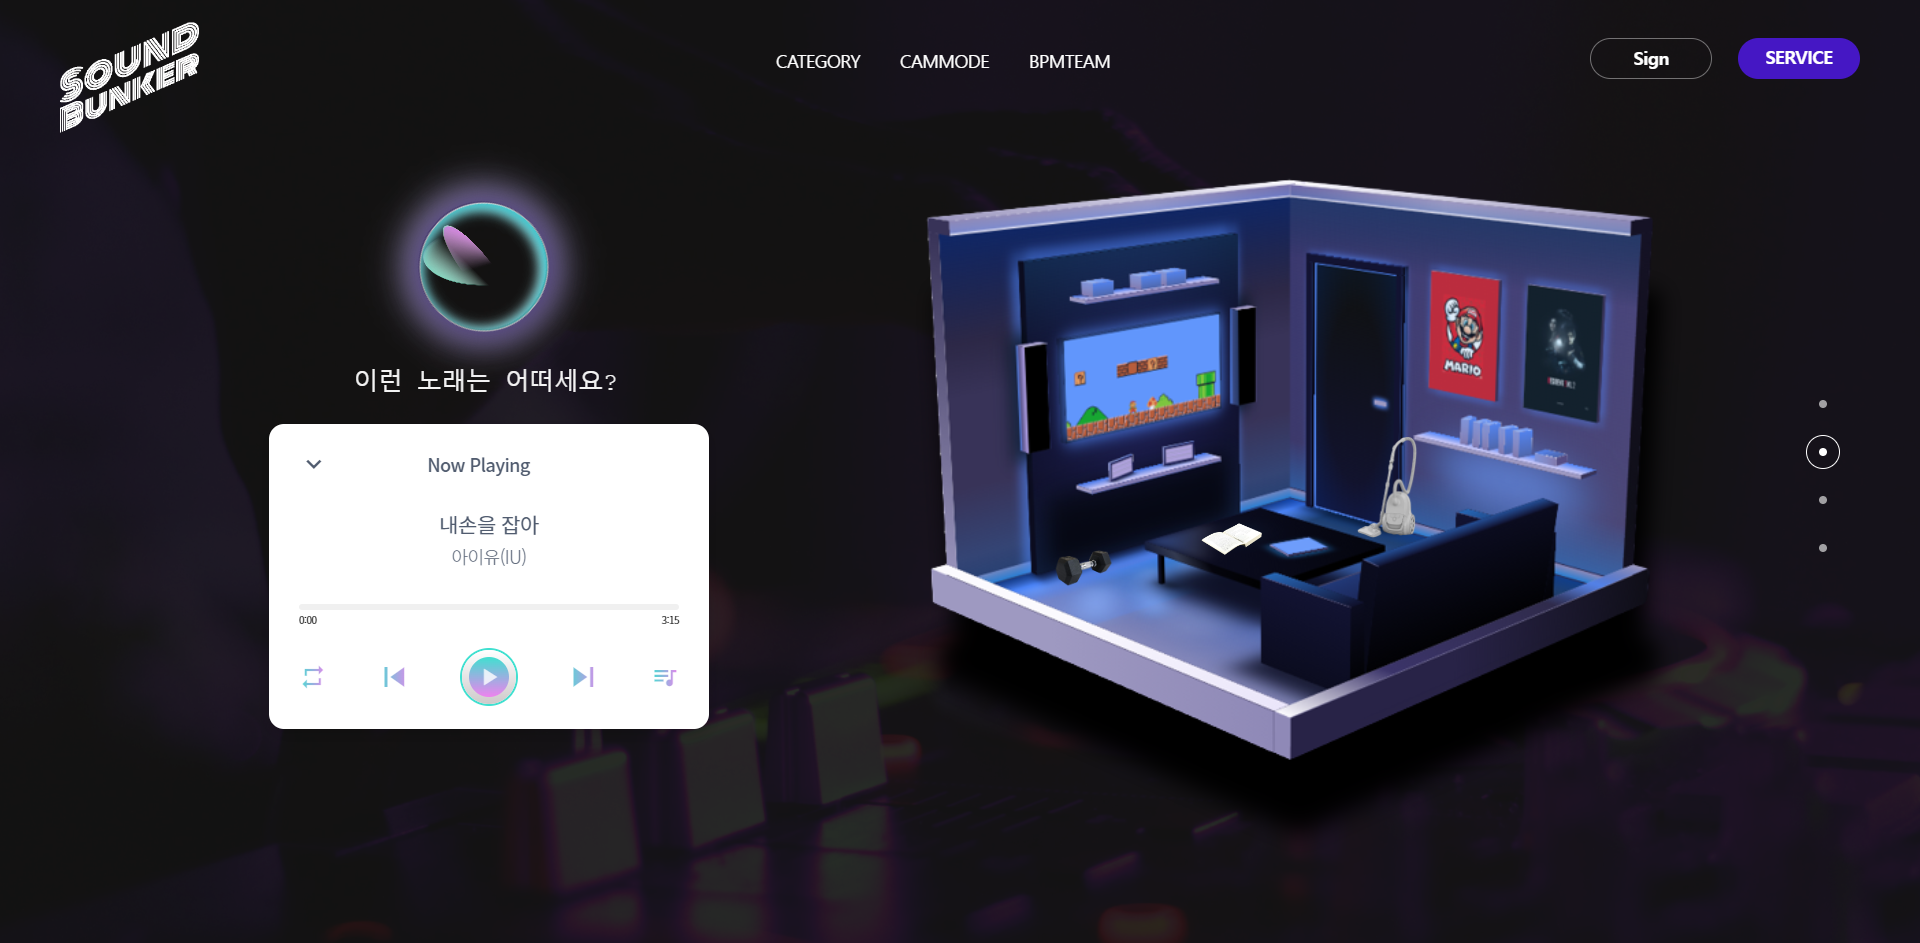 SOUND
BUNKER
CATEGORY
CAMMODE
BPMTEAM
Sign
SERVICE
이런 노래는 어떠세요?
Now Playing
내손을 잡아
아이유(IU)
0:00
3:15
MARIO